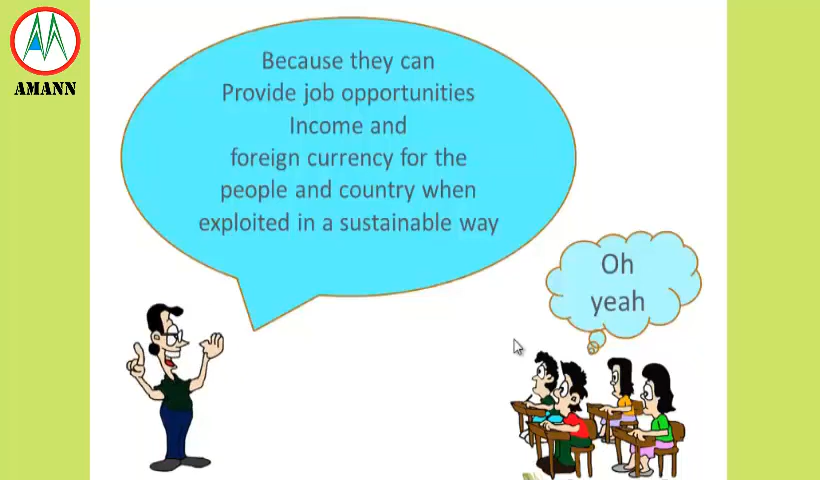 AMANN
Because they can
Provide job opportunities
Income and
foreign currency for the
people and country when
exploited in a sustainable way
Oh
yeah